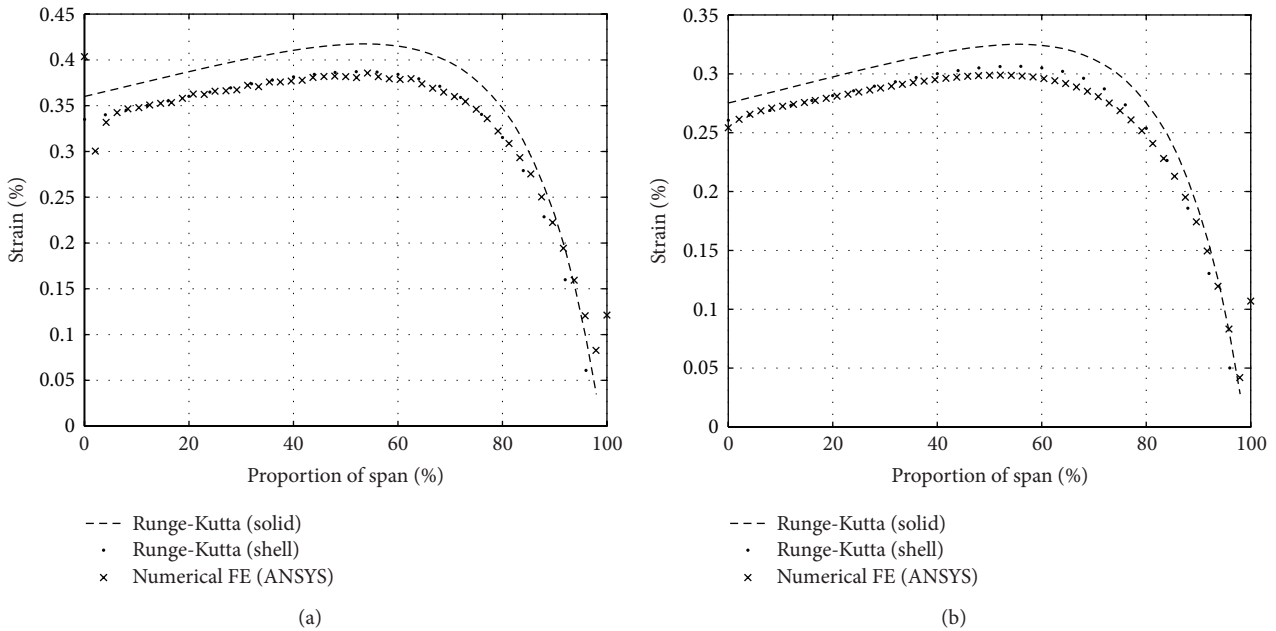 0.45
0.4
0.35
0.3
0.25
0.2
0.15
0.1
0.05
0
Strain (%)
0 20 40 60 80 100
Proportion of span (%)
Runge-Kutta (solid)
Runge-Kutta (shell)
Numerical FE (ANSYS)
(a)
0.35
0.3
0.25
0.2
0.15
0.1
0.05
0
Strain (%)
0 20 40 60 80 100
Proportion of span (%)
Runge-Kutta (solid)
Runge-Kutta (shell)
Numerical FE (ANSYS)
(b)